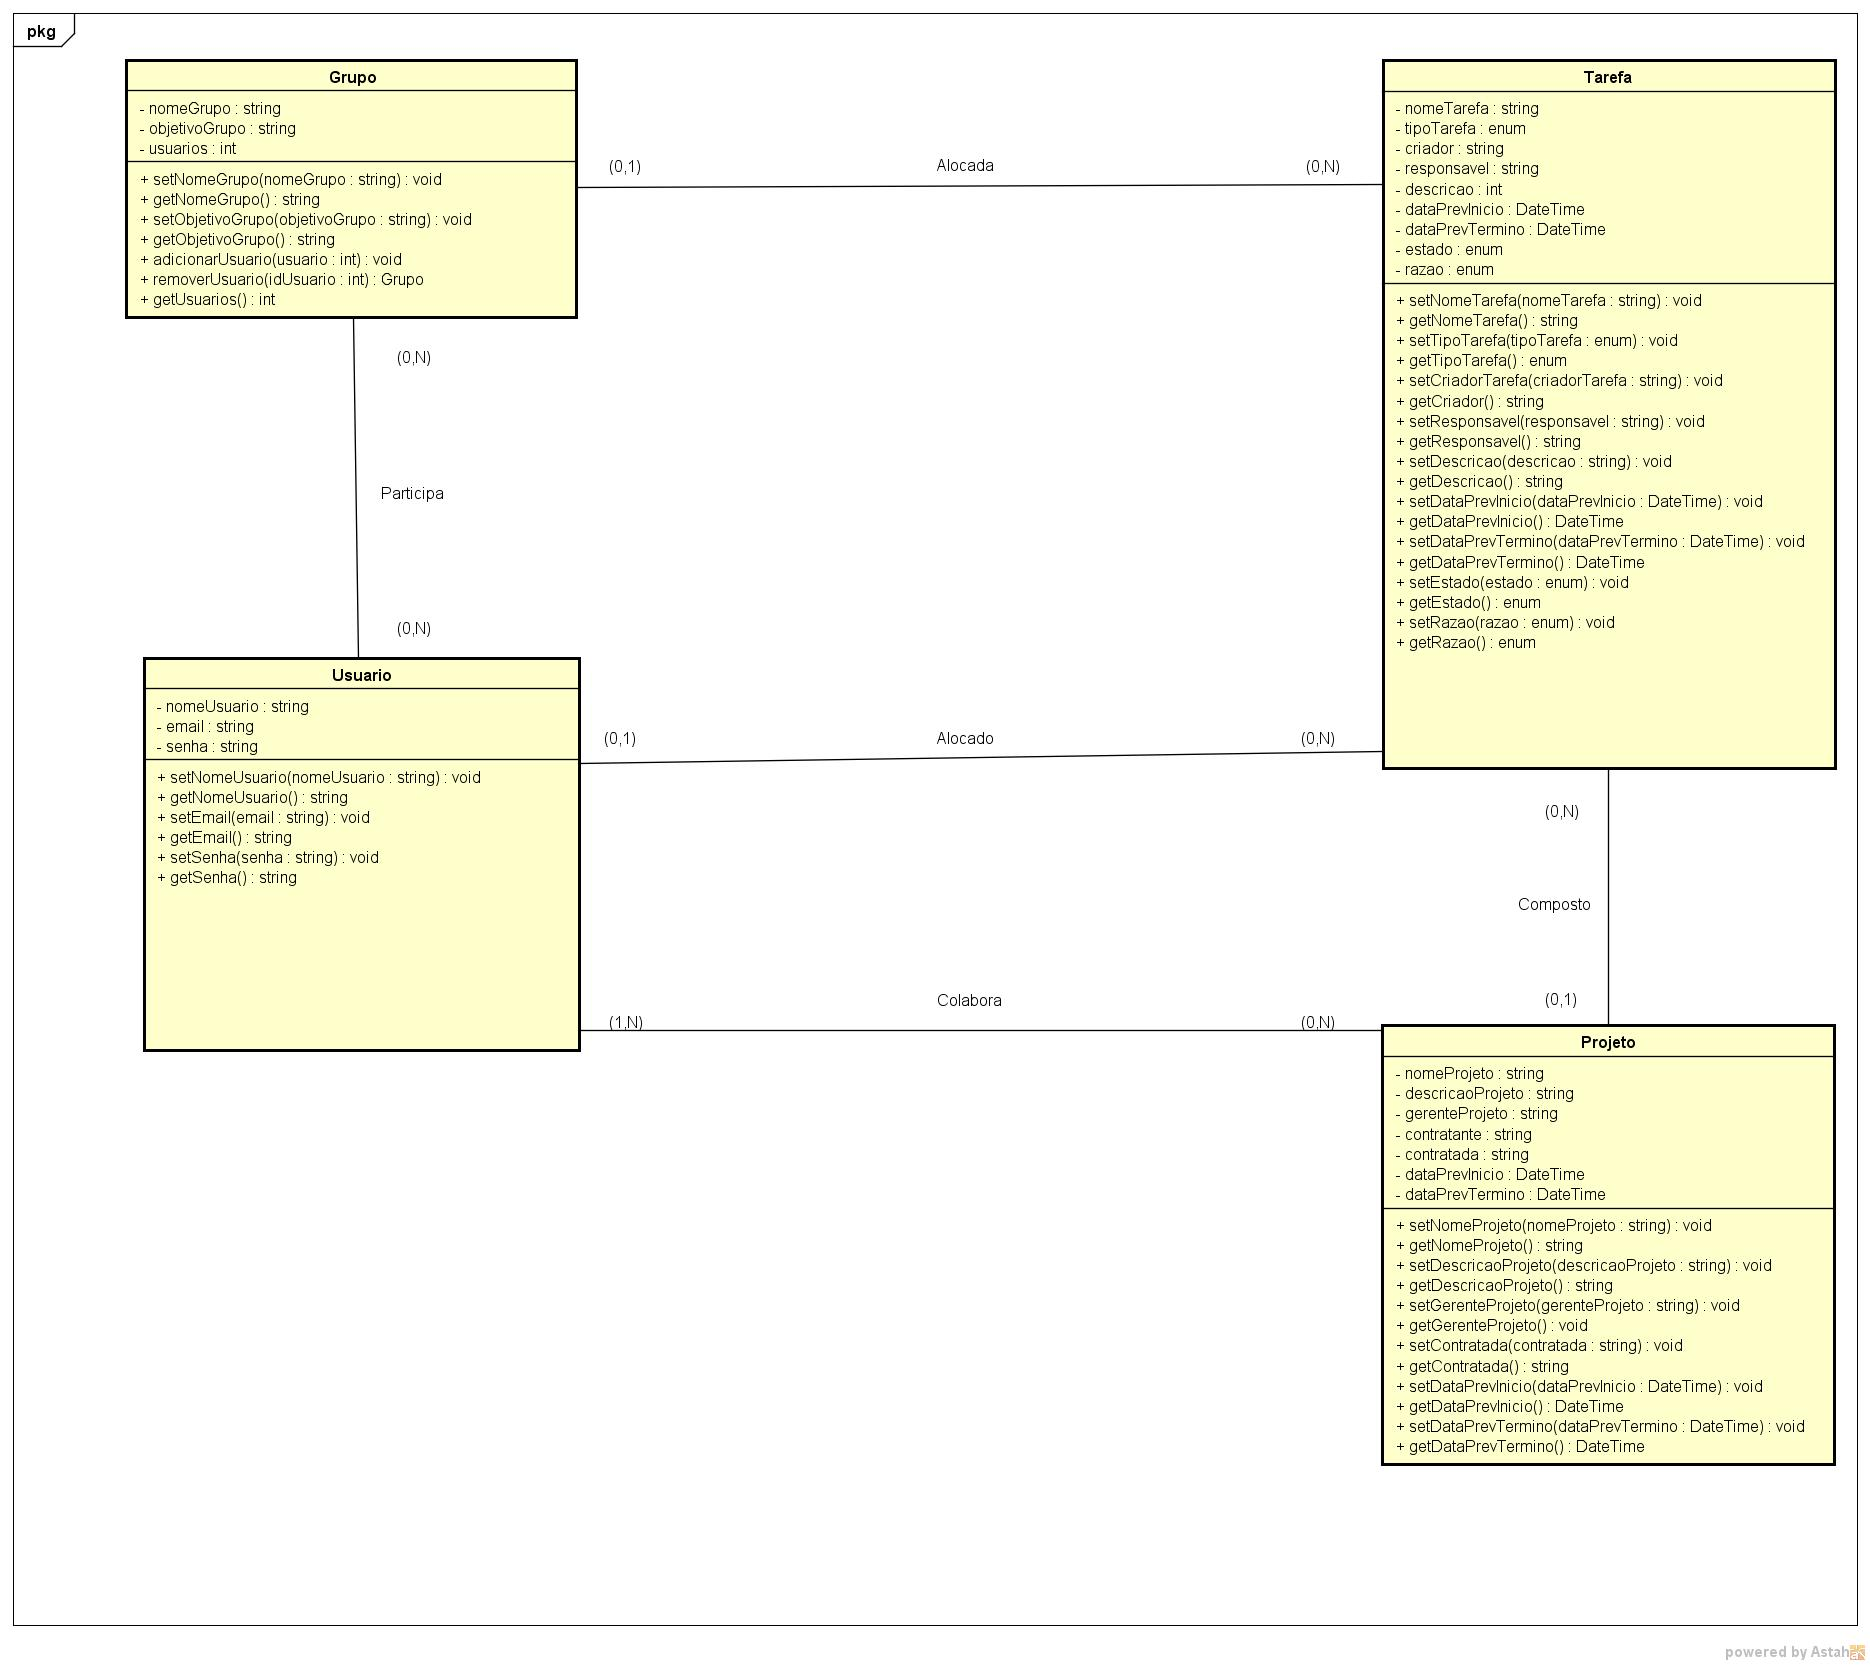 pkg
Grupo
- nomeGrupo : string
- objetivoGrupo : string
- usuarios : int
+ setNomeGrupo(nomeGrupo : string) : void
+ getNomeGrupo() : string
+ setObjetivoGrupo(objetivoGrupo : string) : void
+ getObjetivoGrupo() : string
+ adicionarUsuario(usuario : int) : void
+ removerUsuario(idUsuario : int) : Grupo
+ getUsuarios() : int
(0,1)
Alocada
(0,N)
Tarefa
- nomeTarefa : string
- tipoTarefa : enum
- criador : string
- responsavel : string
- descricao : int
- dataPrevInicio : DateTime
- dataPrevTermino : DateTime
- estado : enum
- razao : enum
+ setNomeTarefa(nomeTarefa : string) : void
+ getNomeTarefa() : string
+ setTipoTarefa(tipoTarefa : enum) : void
+ getTipoTarefa() : enum
+ setCriadorTarefa(criadorTarefa : string) : void
+ getCriador() : string
+ setResponsavel(responsavel : string) : void
+ getResponsavel() : string
+ setDescricao(descricao : string) : void
+ getDescricao() : string
+ setDataPrevInicio(dataPrevInicio : DateTime) : void
+ getDataPrevInicio() : DateTime
+ setDataPrevTermino(dataPrevTermino : DateTime) : void
+ getDataPrevTermino() : DateTime
+ setEstado(estado : enum) : void
+ getEstado() : enum
+ setRazao(razao : enum) : void
+ getRazao() : enum
(0,N)
Participa
(0,N)
Usuario
- nomeUsuario : string
- email : string
- senha : string
+ setNomeUsuario(nomeUsuario : string) : void
+ getNomeUsuario() : string
+ setEmail(email : string) : void
+ getEmail() : string
+ setSenha(senha : string) : void
+ getSenha() : string
(0,1)
Alocado
(0,N)
(0,N)
Composto
(0,1)
Colabora
(1,N)
(0,N)
Projeto
- nomeProjeto : string
- descricaoProjeto : string
- gerenteProjeto : string
- contratante : string
- contratada : string
- dataPrevInicio : DateTime
- dataPrevTermino : DateTime
+ setNomeProjeto(nomeProjeto : string) : void
+ getNomeProjeto() : string
+ setDescricaoProjeto(descricaoProjeto : string) : void
+ getDescricaoProjeto() : string
+ setGerenteProjeto(gerenteProjeto : string) : void
+ getGerenteProjeto() : void
+ setContratada(contratada : string) : void
+ getContratada() : string
+ setDataPrevInicio(dataPrevInicio : DateTime) : void
+ getDataPrevInicio() : DateTime
+ setDataPrevTermino(dataPrevTermino : DateTime) : void
+ getDataPrevTermino() : DateTime
powered by Astah